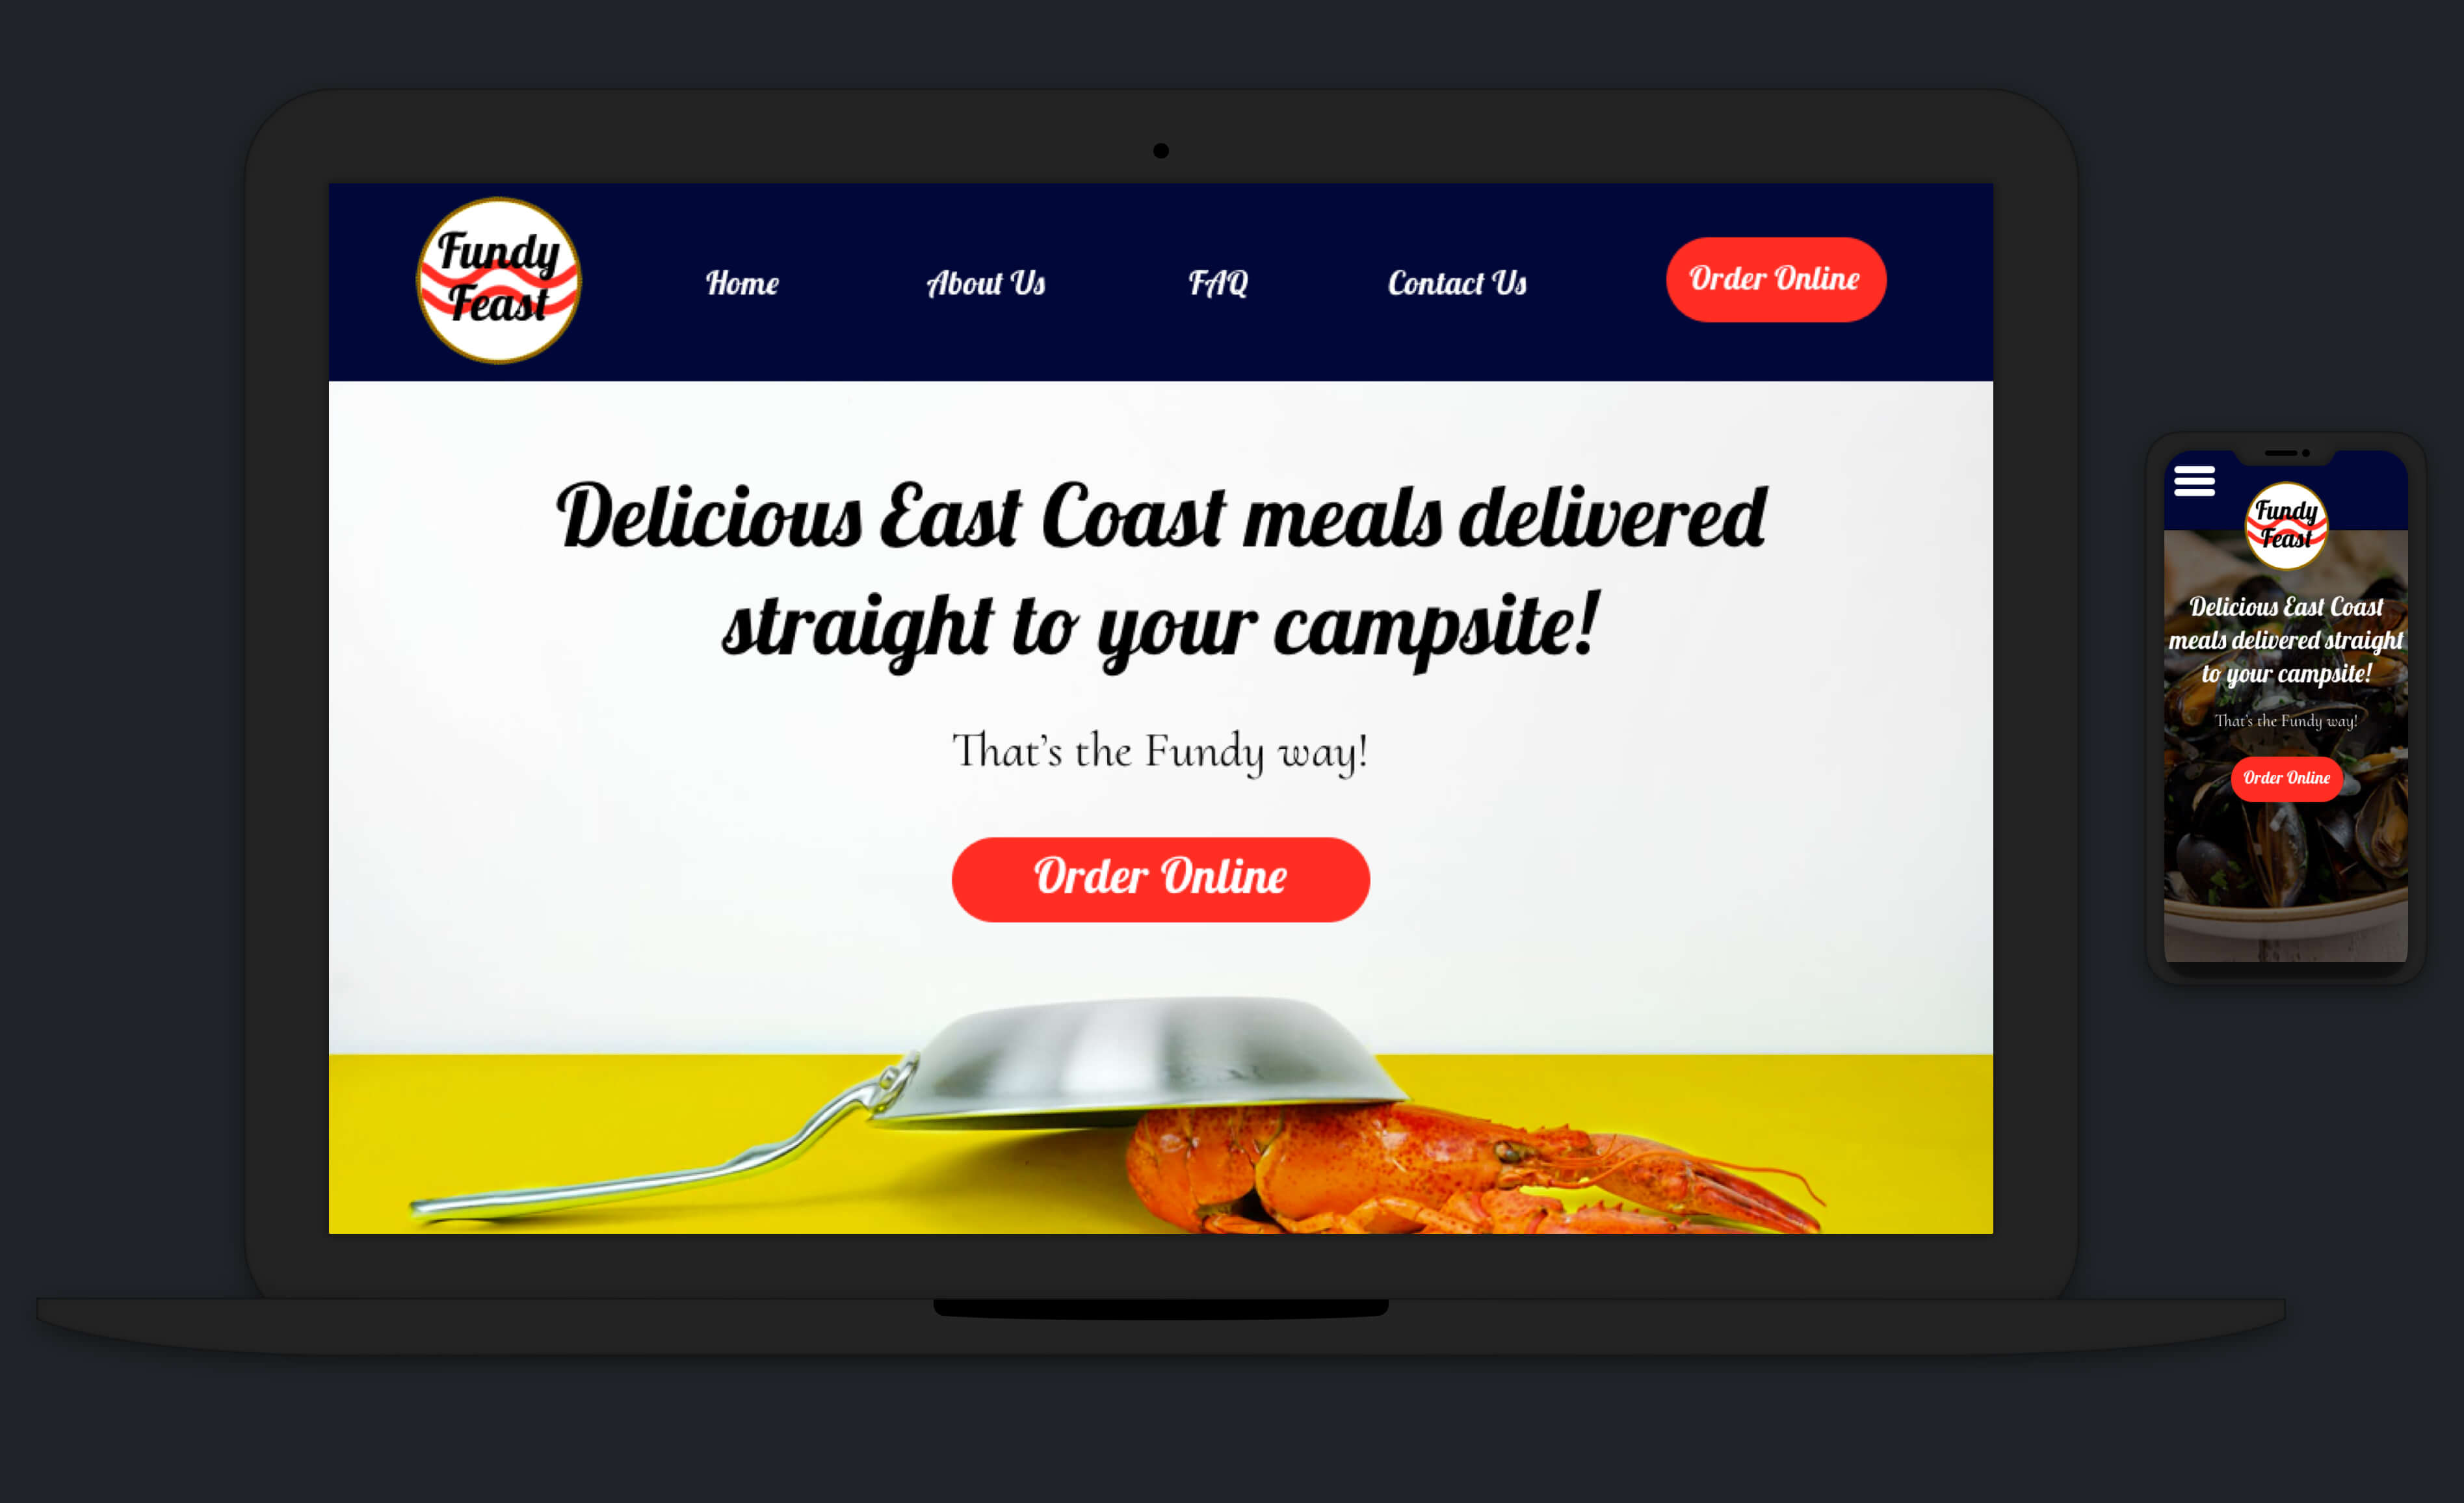 Fundy
Feast
Home
About Us
FAQ
Contact Us
Order Online
Delicious East Coast meals delivered
straight to your campsite!
That's the Fundy way!
Order Online
Fundy
Feast
Delicious East Coast
meals delivered straight
to your campsite!
That's the Fundy way!
Order Online